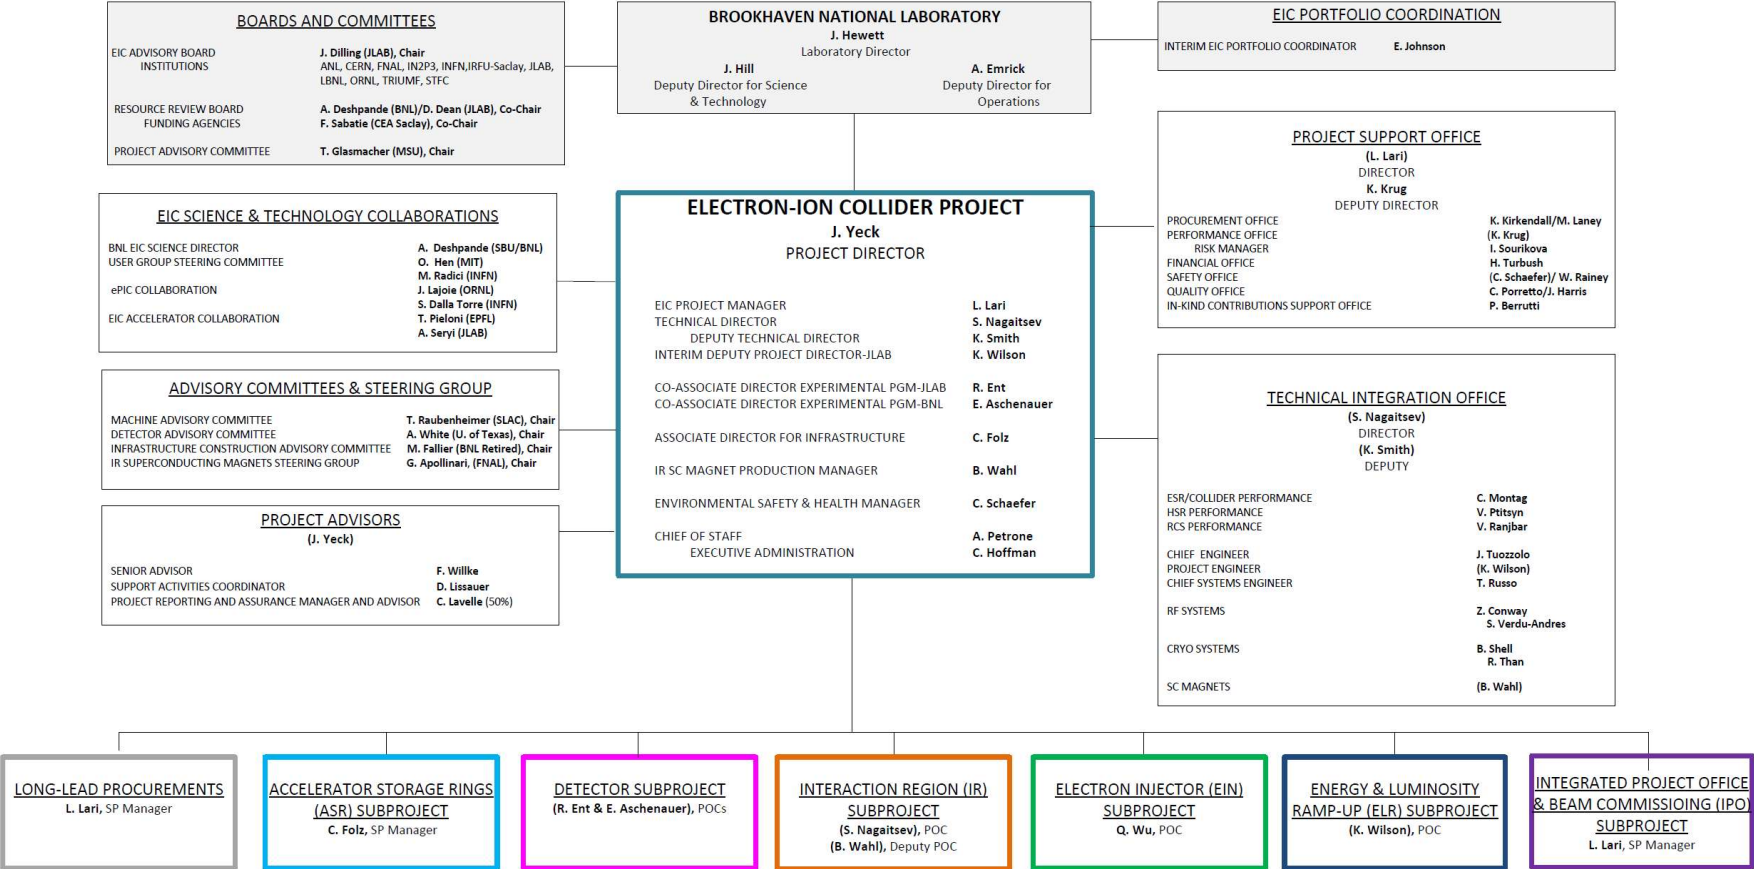 BOARDS AND COMMITTEES
EIC ADVISORY BOARD J. Dilling (JLAB), Chair
INSTITUTIONS ANL, CERN, FNAL, IN2P3, INFN,IRFU-Saclay, JLAB,
LBNL, ORNL, TRIUMF, STFC
RESOURCE REVIEW BOARD A. Deshpande (BNL)/D. Dean (JLAB), Co-Chair
FUNDING AGENCIES F. Sabatie (CEA Saclay), Co-Chair
PROJECT ADVISORY COMMITTEE T. Glasmacher (MSU), Chair
BROOKHAVEN NATIONAL LABORATORY
J. Hewett
Laboratory Director
J. Hill
Deputy Director for Science
& Technology
A. Emrick
Deputy Director for
Operations
EIC PORTFOLIO COORDINATION
INTERIM EIC PORTFOLIO COORDINATOR E. Johnson
EIC SCIENCE & TECHNOLOGY COLLABORATIONS
BNL EIC SCIENCE DIRECTOR A. Deshpande (SBU/BNL)
USER GROUP STEERING COMMITTEE O. Hen (MIT)
M. Radici (INFN)
ePIC COLLABORATION J. Lajoie (ORNL)
S. Dalla Torre (INFN)
EIC ACCELERATOR COLLABORATION T. Pieloni (EPFL)
A. Seryi (JLAB)
ADVISORY COMMITTEES & STEERING GROUP
MACHINE ADVISORY COMMITTEE T. Raubenheimer (SLAC), Chair
DETECTOR ADVISORY COMMITTEE A. White (U. of Texas), Chair
INFRASTRUCTURE CONSTRUCTION ADVISORY COMMITTEE M. Fallier (BNL Retired), Chair
IR SUPERCONDUCTING MAGNETS STEERING GROUP G. Apollinari, (FNAL), Chair
PROJECT ADVISORS
(J. Yeck)
SENIOR ADVISOR F. Willke
SUPPORT ACTIVITIES COORDINATOR D. Lissauer
PROJECT REPORTING AND ASSURANCE MANAGER AND ADVISOR C. Lavelle (50%)
ELECTRON-ION COLLIDER PROJECT
J. Yeck
PROJECT DIRECTOR
EIC PROJECT MANAGER L. Lari
TECHNICAL DIRECTOR S. Nagaitsev
DEPUTY TECHNICAL DIRECTOR K. Smith
INTERIM DEPUTY PROJECT DIRECTOR-JLAB K. Wilson
CO-ASSOCIATE DIRECTOR EXPERIMENTAL PGM-JLAB R. Ent
CO-ASSOCIATE DIRECTOR EXPERIMENTAL PGM-BNL E. Aschenauer
ASSOCIATE DIRECTOR FOR INFRASTRUCTURE C. Folz
IR SC MAGNET PRODUCTION MANAGER B. Wahl
ENVIRONMENTAL SAFETY & HEALTH MANAGER C. Schaefer
CHIEF OF STAFF A. Petrone
EXECUTIVE ADMINISTRATION C. Hoffman
PROJECT SUPPORT OFFICE
(L. Lari)
DIRECTOR
K. Krug
DEPUTY DIRECTOR
PROCUREMENT OFFICE K. Kirkendall/M. Laney
PERFORMANCE OFFICE (K. Krug)
RISK MANAGER I. Sourikova
FINANCIAL OFFICE H. Turbush
SAFETY OFFICE (C. Schaefer)/ W. Rainey
QUALITY OFFICE C. Porretto/J. Harris
IN-KIND CONTRIBUTIONS SUPPORT OFFICE P. Berrutti
TECHNICAL INTEGRATION OFFICE
(S. Nagaitsev)
DIRECTOR
(K. Smith)
DEPUTY
ESR/COLLIDER PERFORMANCE C. Montag
HSR PERFORMANCE V. Ptitsyn
RCS PERFORMANCE V. Ranjbar
CHIEF ENGINEER J. Tuozzolo
PROJECT ENGINEER (K. Wilson)
CHIEF SYSTEMS ENGINEER T. Russo
RF SYSTEMS Z. Conway
S. Verdu-Andres
CRYO SYSTEMS B. Shell
R. Than
SC MAGNETS (B. Wahl)
LONG-LEAD PROCUREMENTS
L. Lari, SP Manager
ACCELERATOR STORAGE RINGS
(ASR) SUBPROJECT
C. Folz, SP Manager
DETECTOR SUBPROJECT
(R. Ent & E. Aschenauer), POCs
INTERACTION REGION (IR)
SUBPROJECT
(S. Nagaitsev), POC
(B. Wahl), Deputy POC
ELECTRON INJECTOR (EIN)
SUBPROJECT
Q. Wu, POC
ENERGY & LUMINOSITY
RAMP-UP (ELR) SUBPROJECT
(K. Wilson), POC
INTEGRATED PROJECT OFFICE
& BEAM COMMISSIOING (IPO)
SUBPROJECT
L. Lari, SP Manager